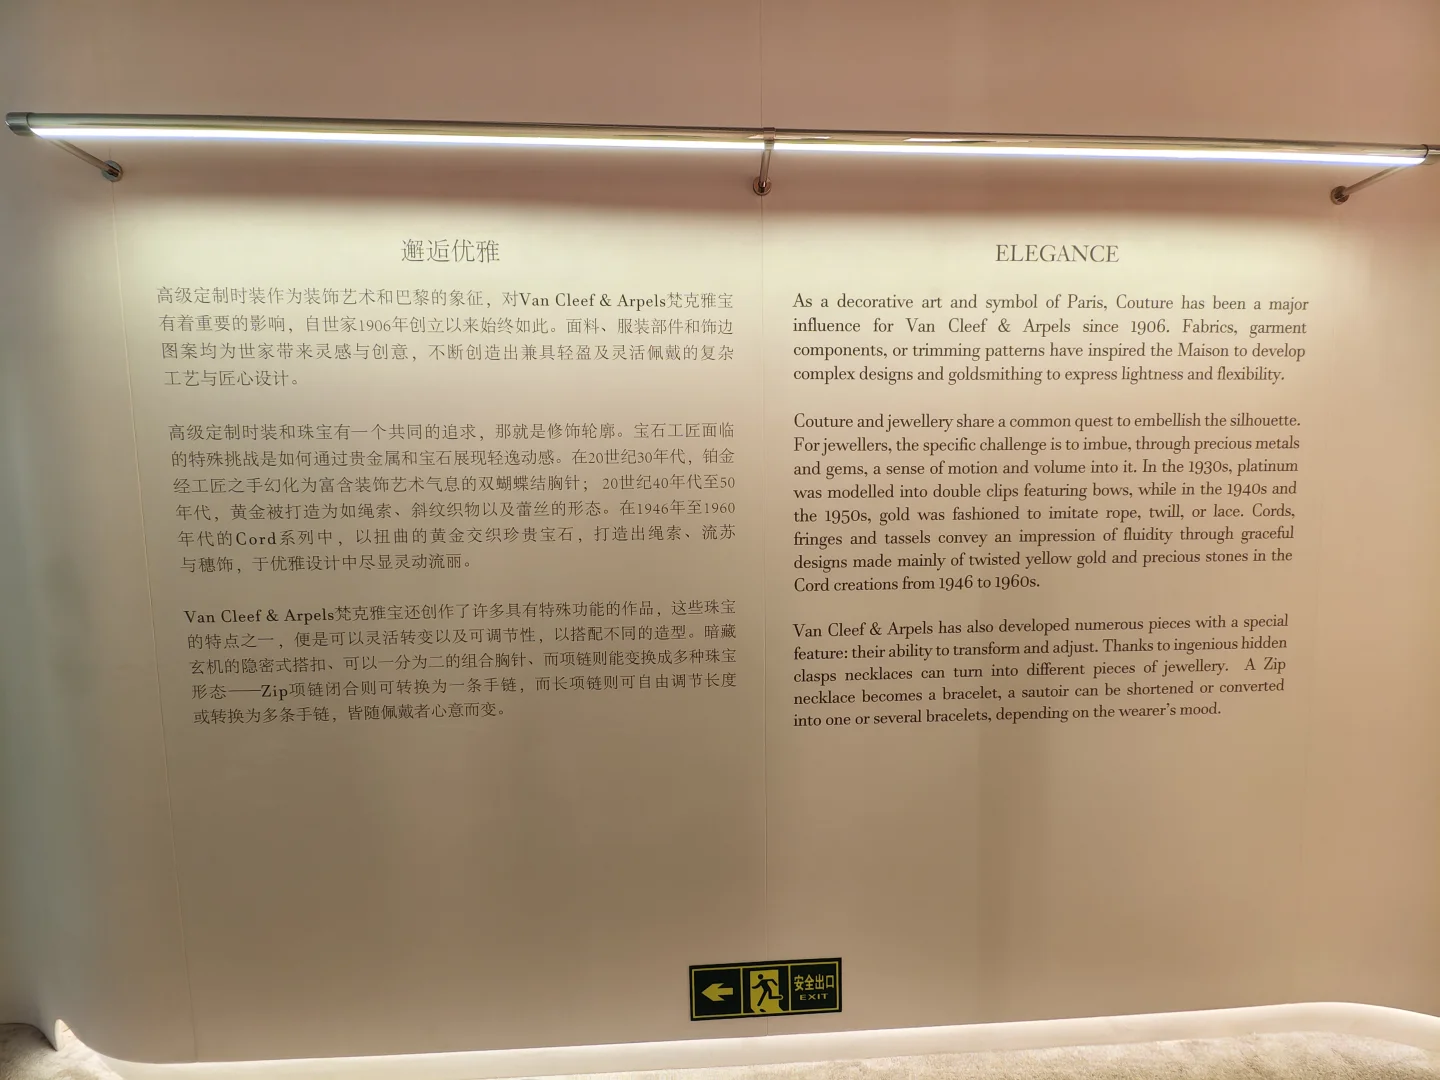 邂逅优雅
高级定制时装作为装饰艺术和巴黎的象征，对Van Cleef & Arpels梵克雅宝
有着重要的影响，自世家1906年创立以来始终如此。面料、服装部件和饰边
图案均为世家带来灵感与创意，不断创造出兼具轻盈及灵活佩戴的复杂
工艺与匠心设计。
高级定制时装和珠宝有一个共同的追求，那就是修饰轮廓。宝石工匠面临
的特殊挑战是如何通过贵金属和宝石展现轻逸动感。在20世纪30年代，铂金
经工匠之手幻化为富含装饰艺术气息的双蝴蝶结胸针；20世纪40年代至50
年代，黄金被打造为如绳索、斜纹织物以及蕾丝的形态。在1946年至1960
年代的Cord系列中，以扭曲的黄金交织珍贵宝石，打造出绳索、流苏
与穗饰，于优雅设计中尽显灵动流丽。
Van Cleef & Arpels梵克雅宝还创作了许多具有特殊功能的作品，这些珠宝
的特点之一，便是可以灵活转变以及可调节性，以搭配不同的造型。暗藏
玄机的隐密式搭扣、可以一分为二的组合胸针、而项链则能变换成多种珠宝
形态——Zip项链闭合则可转换为一条手链，而长项链则可自由调节长度
或转换为多条手链，皆随佩戴者心意而变。
ELEGANCE
As a decorative art and symbol of Paris, Couture has been a major
influence for Van Cleef & Arpels since 1906. Fabrics, garment
components, or trimming patterns have inspired the Maison to develop
complex designs and goldsmithing to express lightness and flexibility.
Couture and jewellery share a common quest to embellish the silhouette.
For jewellers, the specific challenge is to imbue, through precious metals
and gems, a sense of motion and volume into it. In the 1930s, platinum
was modelled into double clips featuring bows, while in the 1940s and
the 1950s, gold was fashioned to imitate rope, twill, or lace. Cords,
fringes and tassels convey an impression of fluidity through graceful
designs made mainly of twisted yellow gold and precious stones in the
Cord creations from 1946 to 1960s.
Van Cleef & Arpels has also developed numerous pieces with a special
feature: their ability to transform and adjust. Thanks to ingenious hidden
clasps necklaces can turn into different pieces of jewellery. A Zip
necklace becomes a bracelet, a sautoir can be shortened or converted
into one or several bracelets, depending on the wearer's mood.
安全出口
EXIT